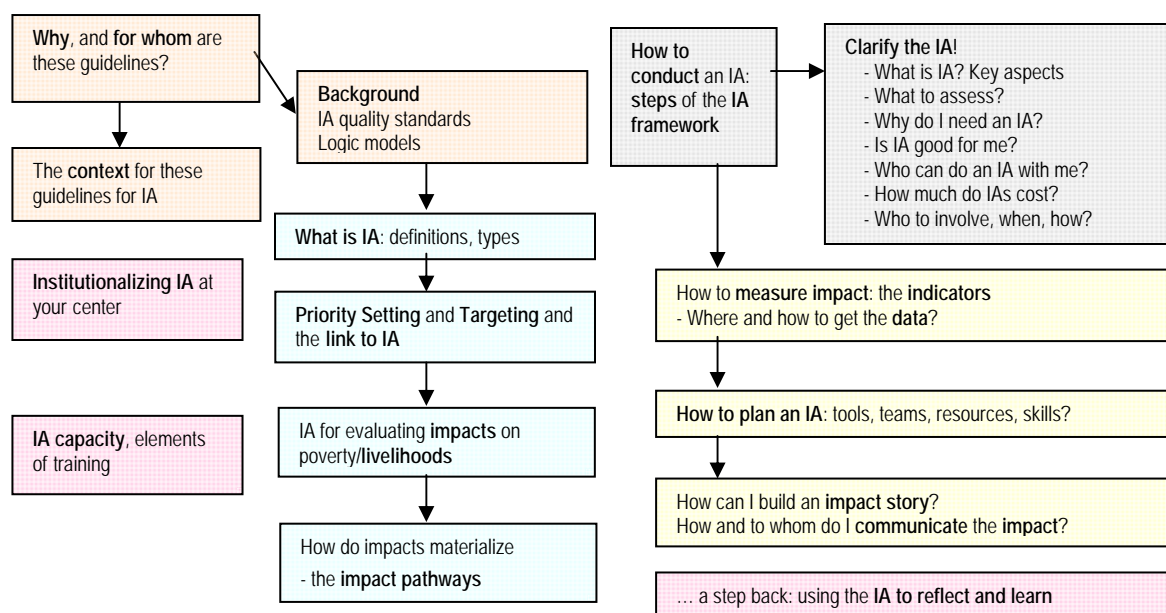 Why, and for whom are
these guidelines?
The context for these
guidelines for IA
Institutionalizing IA at
your center
IA capacity, elements
of training
Background
IA quality standards
Logic models
What is IA: definitions, types
Priority Setting and Targeting and
the link to IA
IA for evaluating impacts on
poverty/livelihoods
How do impacts materialize
- the impact pathways
How to
conduct an IA:
steps of the IA
framework
Clarify the IA!
- What is IA? Key aspects
- What to assess?
- Why do I need an IA?
- Is IA good for me?
- Who can do an IA with me?
- How much do IAs cost?
- Who to involve, when, how?
How to measure impact: the indicators
- Where and how to get the data?
How to plan an IA: tools, teams, resources, skills?
How can I build an impact story?
How and to whom do I communicate the impact?
… a step back: using the IA to reflect and learn